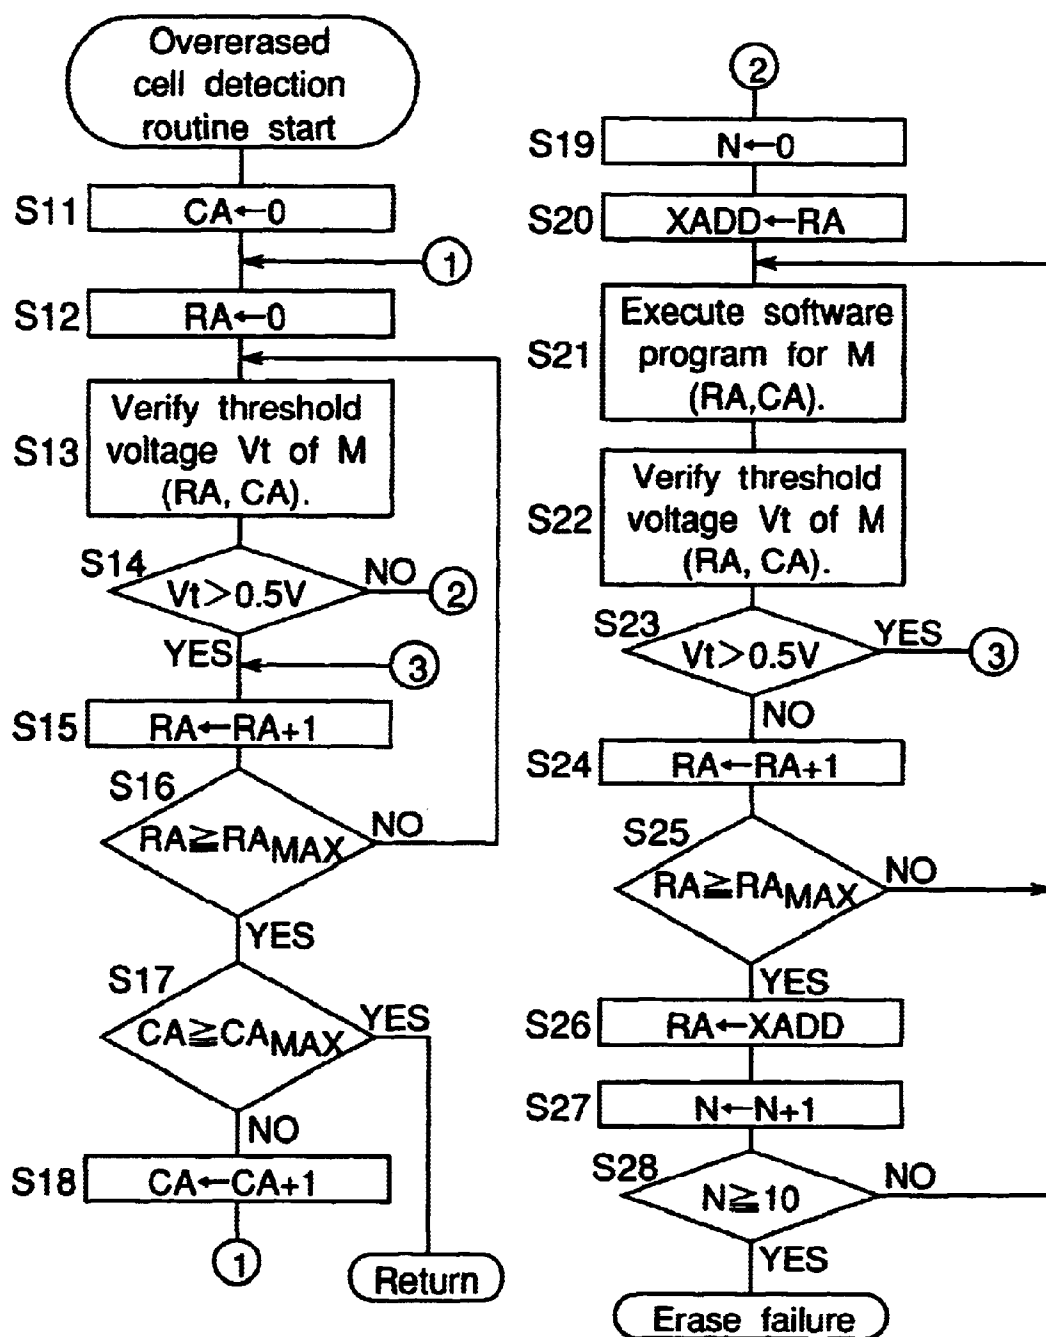 Overerased
cell detection
routine start
S11
CA←0
1
S12
RA←0
S13
Verify threshold
voltage Vt of M
(RA, CA).
S14
Vt>0.5V
NO
2
YES
3
S15
RA←RA+1
S16
RA≧RAMAX
NO
YES
S17
CA≧CAMAX
YES
NO
S18
CA←CA+1
1
Return
2
S19
N←0
S20
XADD←RA
S21
Execute software
program for M
(RA,CA).
S22
Verify threshold
voltage Vt of M
(RA, CA).
S23
Vt>0.5V
YES
3
NO
S24
RA←RA+1
S25
RA≧RAMAX
NO
YES
S26
RA←XADD
S27
N←N+1
S28
N≧10
NO
YES
Erase failure